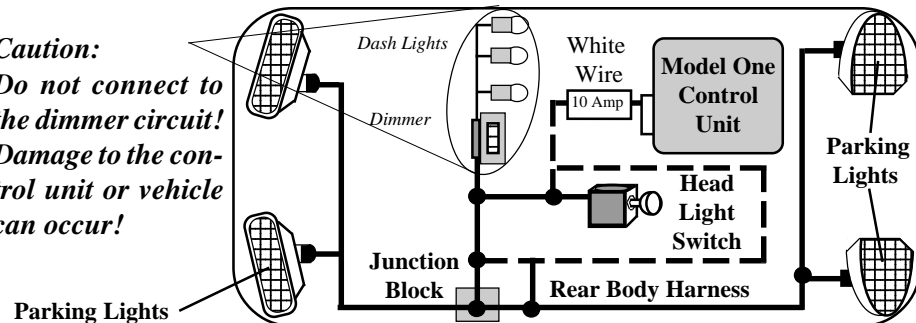 Caution:
Do not connect to
the dimmer circuit!
Damage to the con-
trol unit or vehicle
can occur!
Dash Lights
Dimmer
White
Wire
10 Amp
Model One
Control
Unit
Parking
Lights
Head
Light
Switch
Junction
Block
Rear Body Harness
Parking Lights